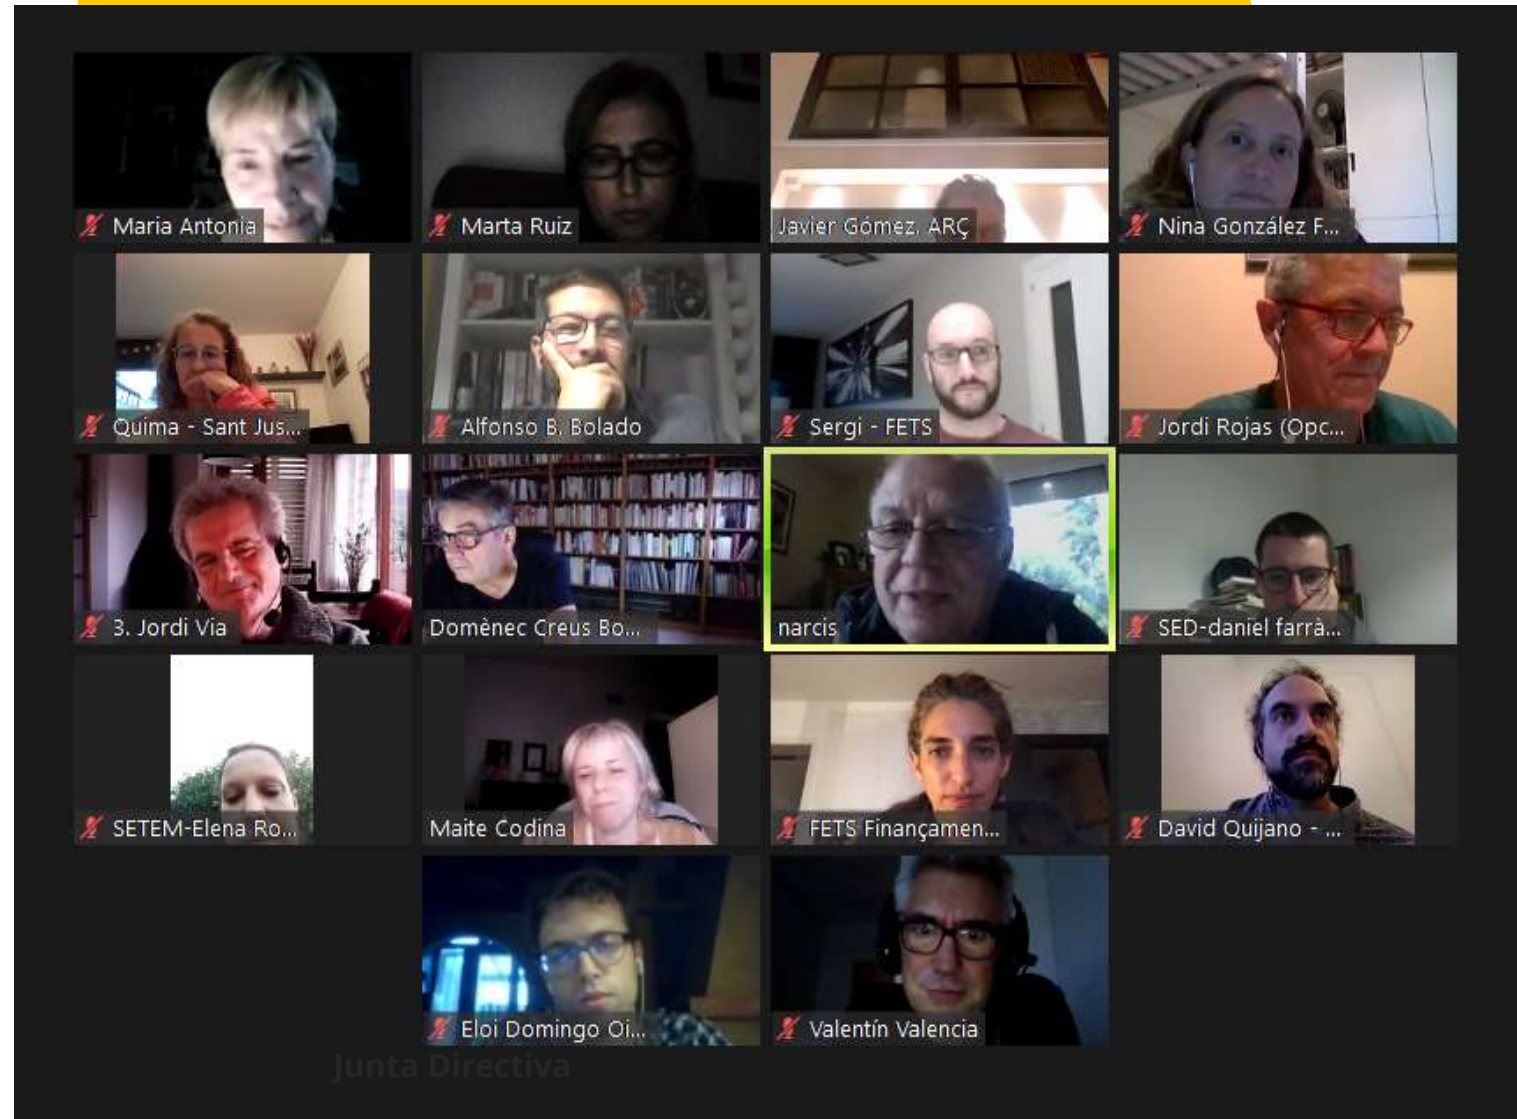 Maria Antonia
Marta Ruiz
Javier Gómez. ARÇ
Nina González F...
Quima - Sant Jus...
Alfonso B. Bolado
Sergi - FETS
Jordi Rojas (Opc...
3. Jordi Via
Domènec Creus Bo...
narcis
SED-daniel farrà...
SETEM-Elena Ro...
Maite Codina
FETS Finançamen...
David Quijano - ...
Eloi Domingo Oi...
Valentín Valencia
Junta Directiva